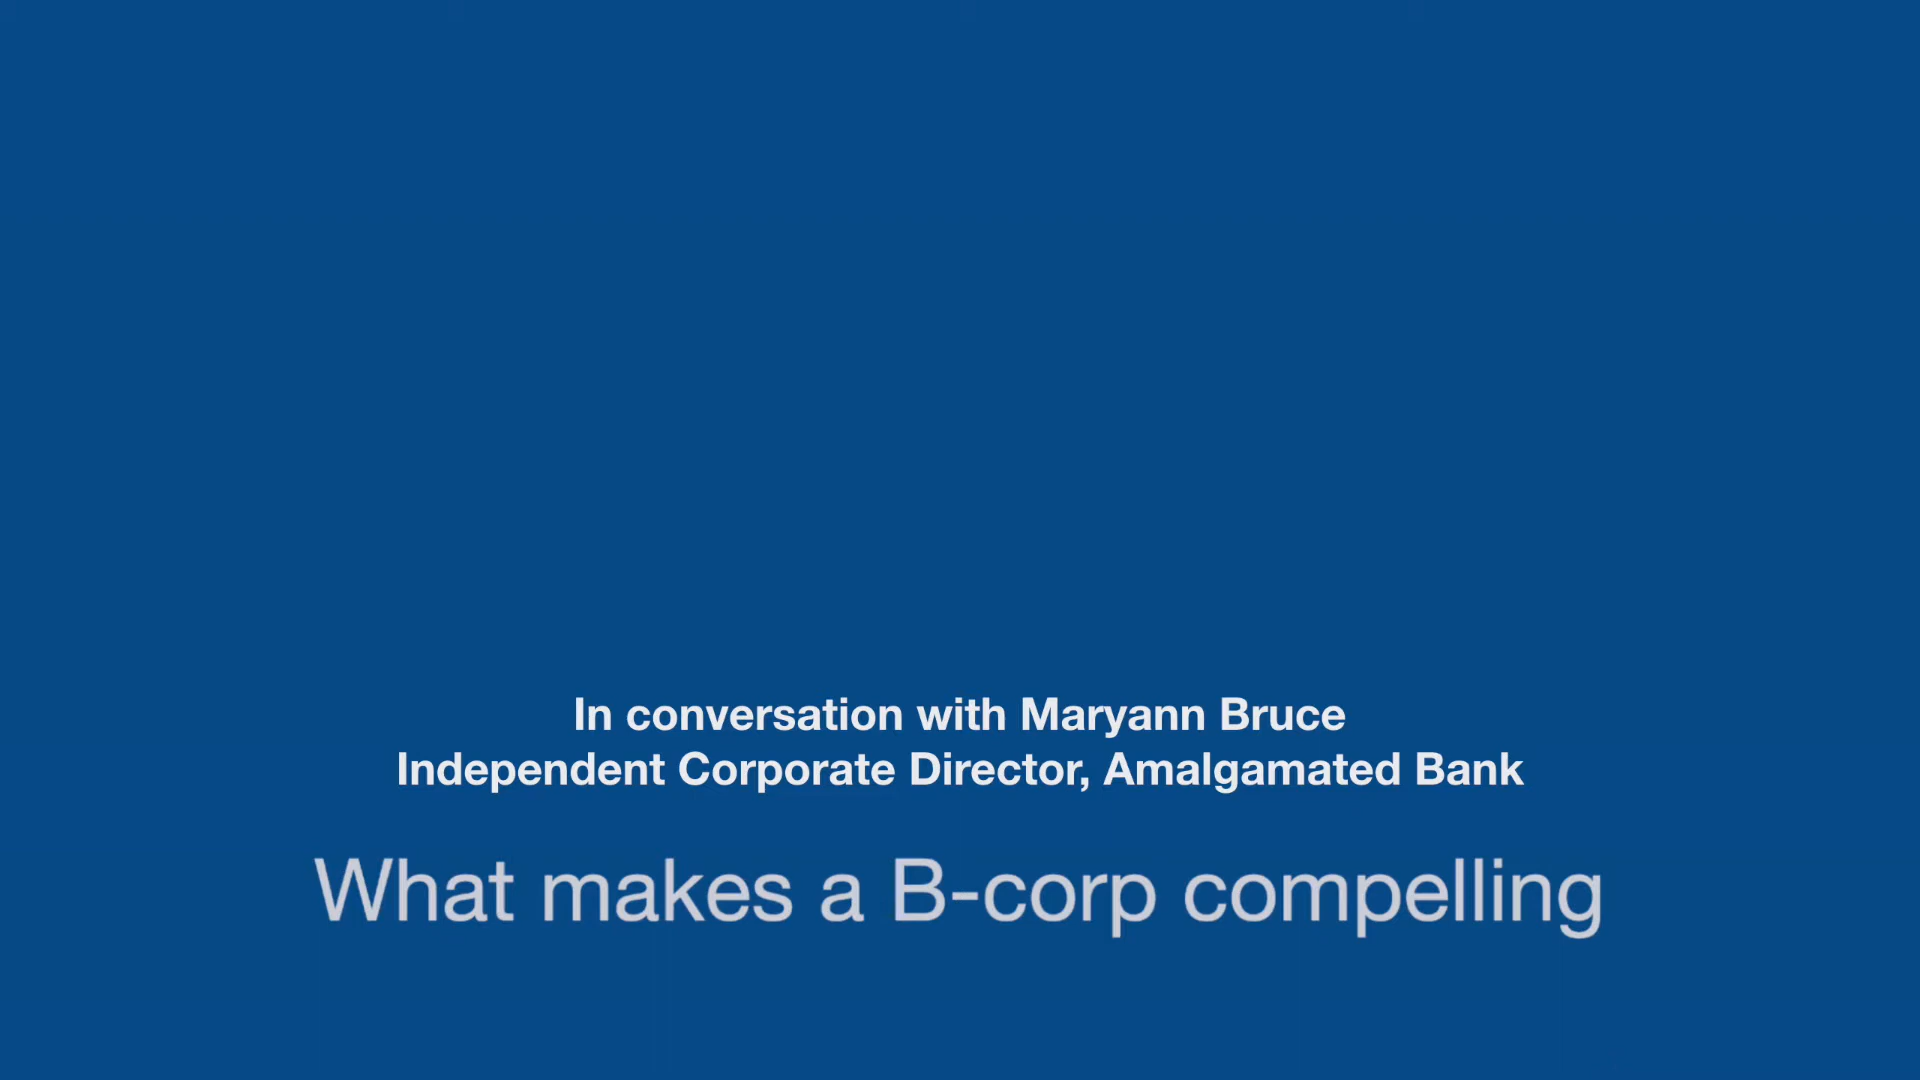 In conversation with Maryann Bruce
Independent Corporate Director, Amalgamated Bank
What makes a B-corp compelling